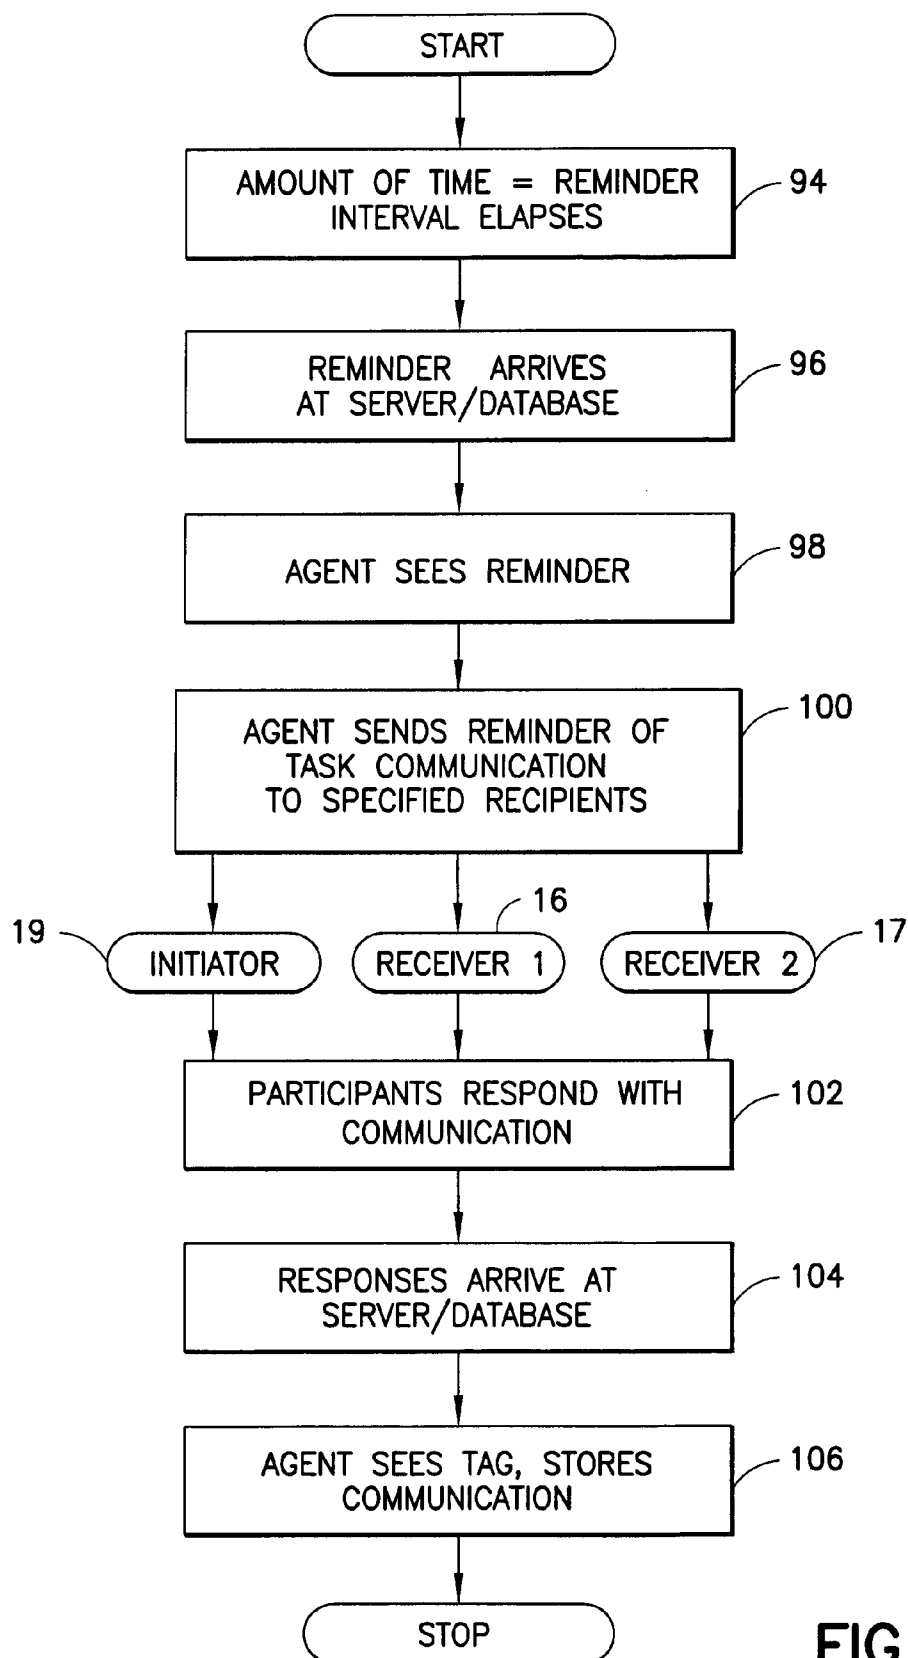 START
AMOUNT OF TIME = REMINDER
INTERVAL ELAPSES
94
REMINDER ARRIVES
AT SERVER/DATABASE
96
AGENT SEES REMINDER
98
AGENT SENDS REMINDER OF
TASK COMMUNICATION
TO SPECIFIED RECIPIENTS
100
19
INITIATOR
16
RECEIVER 1
17
RECEIVER 2
PARTICIPANTS RESPOND WITH
COMMUNICATION
102
RESPONSES ARRIVE AT
SERVER/DATABASE
104
AGENT SEES TAG, STORES
COMMUNICATION
106
STOP
FIG